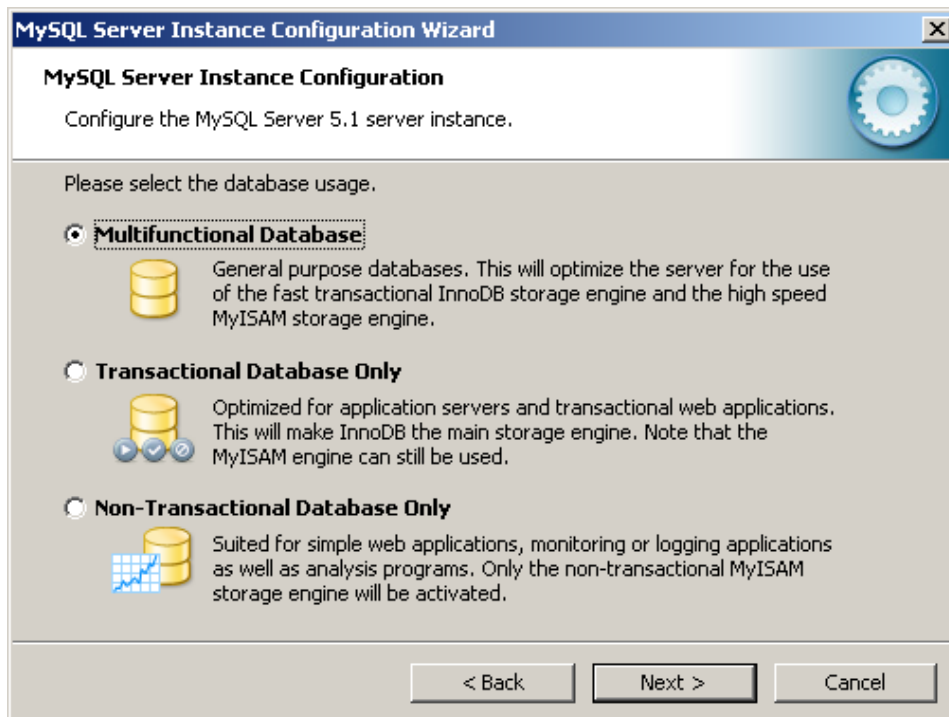 MySQL Server Instance Configuration Wizard
MySQL Server Instance Configuration
Configure the MySQL Server 5.1 server instance.
Please select the database usage.
Multifunctional Database
General purpose databases. This will optimize the server for the use
of the fast transactional InnoDB storage engine and the high speed
MyISAM storage engine.
Transactional Database Only
Optimized for application servers and transactional web applications.
This will make InnoDB the main storage engine. Note that the
MyISAM engine can still be used.
Non-Transactional Database Only
Suited for simple web applications, monitoring or logging applications
as well as analysis programs. Only the non-transactional MyISAM
storage engine will be activated.
< Back Next > Cancel